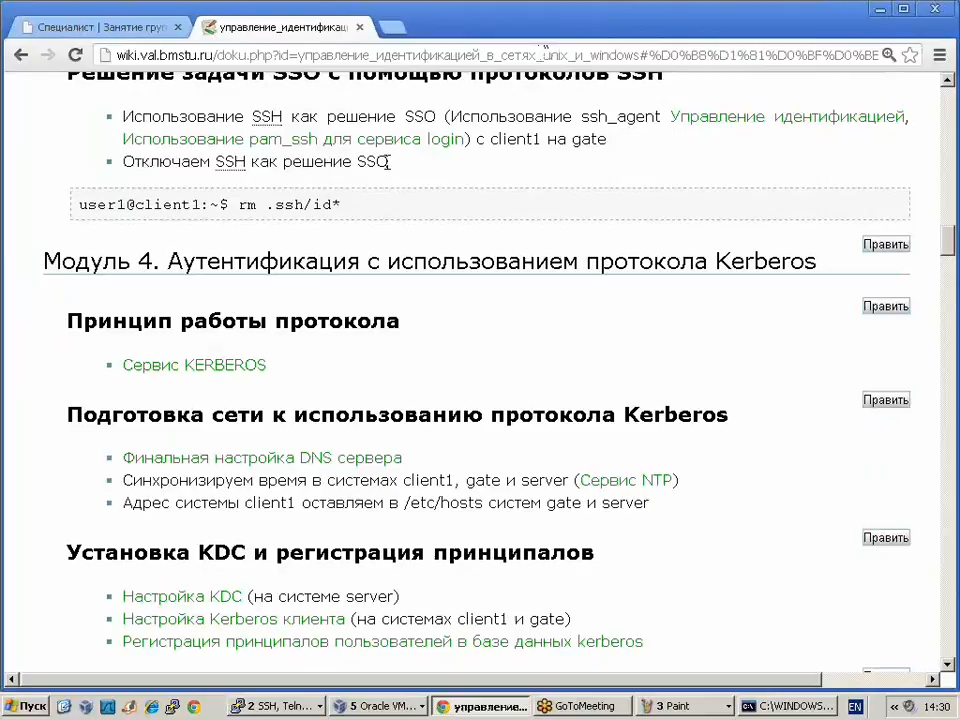 Специалист | Занятие груп
управление_идентификац
wiki.val.bmstu.ru/doku.php?id=управление_идентификацией_в_сетях_unix_и_windows#%D0%B8%D1%81%D0%BF%D0%BE
Решение задачи SSO с помощью протоколов SSH
Использование SSH как решение SSO (Использование ssh_agent Управление идентификацией,
Использование pam_ssh для сервиса login) с client1 на gate
Отключаем SSH как решение SSO
user1@client1:~$ rm .ssh/id*
Править
Модуль 4. Аутентификация с использованием протокола Kerberos
Править
Принцип работы протокола
Сервис KERBEROS
Править
Подготовка сети к использованию протокола Kerberos
Финальная настройка DNS сервера
Синхронизируем время в системах client1, gate и server (Сервис NTP)
Адрес системы client1 оставляем в /etc/hosts систем gate и server
Править
Установка KDC и регистрация принципалов
Настройка KDC (на системе server)
Настройка Kerberos клиента (на системах client1 и gate)
Регистрация принципалов пользователей в базе данных kerberos
Пуск 2 SSH, Teln... 5 Oracle VM... управление... GoToMeeting 3 Paint C:\WINDOWS... EN « 14:30